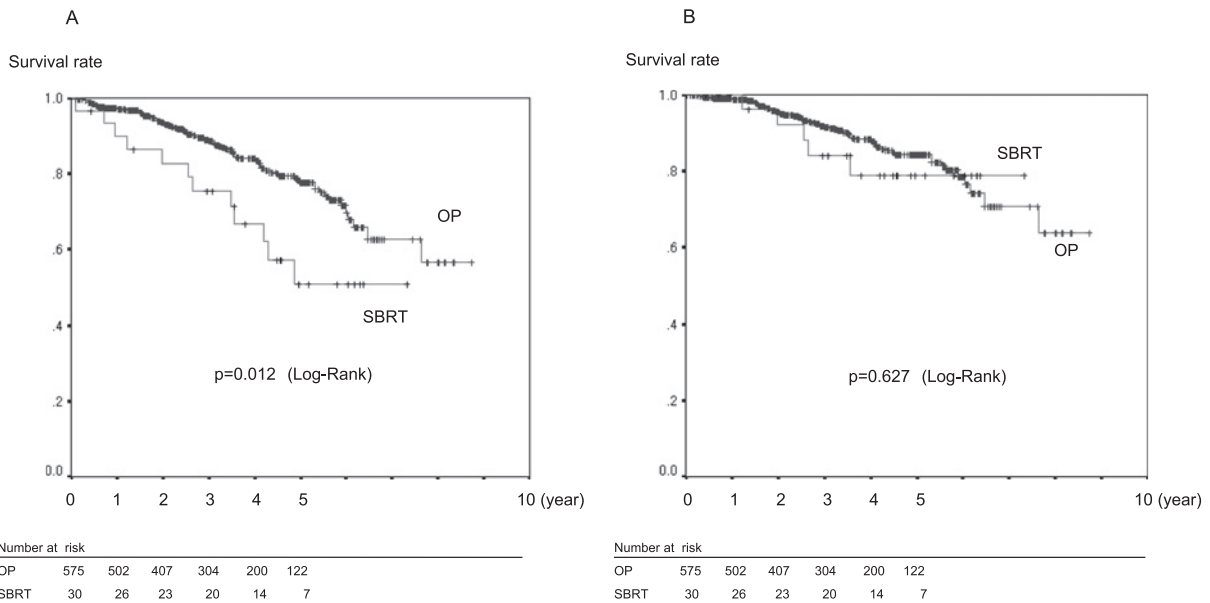 A
Survival rate
1.0
.8
.6
.4
.2
0.0
OP
SBRT
p=0.012 (Log-Rank)
0 1 2 3 4 5 10 (year)
Number at risk
OP 575 502 407 304 200 122
SBRT 30 26 23 20 14 7
B
Survival rate
1.0
.8
.6
.4
.2
0.0
SBRT
OP
p=0.627 (Log-Rank)
0 1 2 3 4 5 10 (year)
Number at risk
OP 575 502 407 304 200 122
SBRT 30 26 23 20 14 7